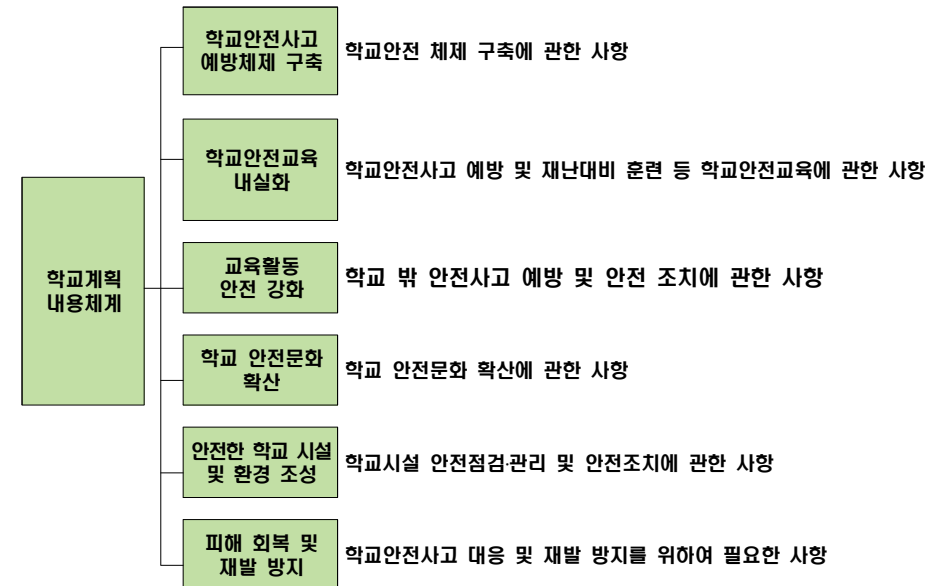 학교안전사고
예방체제 구축
학교안전 체제 구축에 관한 사항
학교안전교육
내실화
학교안전사고 예방 및 재난대비 훈련 등 학교안전교육에 관한 사항
학교계획
내용체계
교육활동
안전 강화
학교 밖 안전사고 예방 및 안전 조치에 관한 사항
학교 안전문화
확산
학교 안전문화 확산에 관한 사항
안전한 학교 시설
및 환경 조성
학교시설 안전점검·관리 및 안전조치에 관한 사항
피해 회복 및
재발 방지
학교안전사고 대응 및 재발 방지를 위하여 필요한 사항